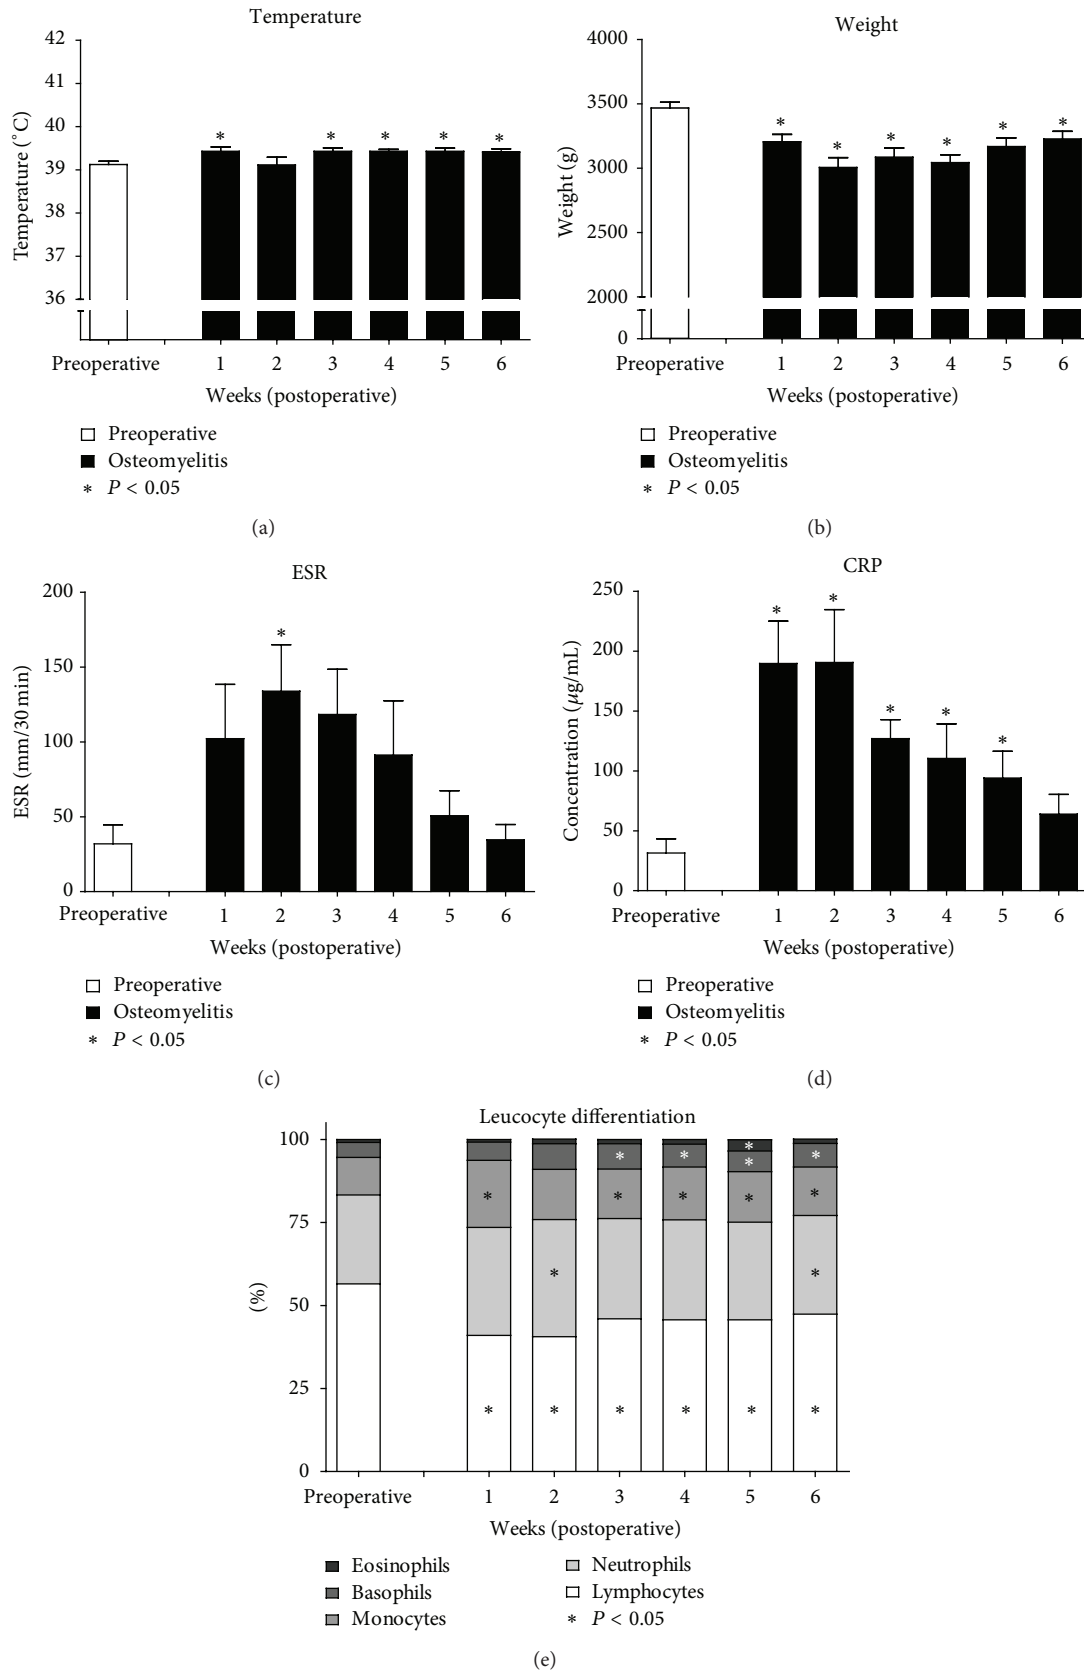 Temperature
42
41
40
39
38
37
36
Temperature (°C)
* * * * *
Preoperative 1 2 3 4 5 6
Weeks (postoperative)
Preoperative
Osteomyelitis
* P < 0.05
(a)
Weight
4000
3500
3000
2500
2000
0
Weight (g)
* * * * * *
Preoperative 1 2 3 4 5 6
Weeks (postoperative)
Preoperative
Osteomyelitis
* P < 0.05
(b)
ESR
200
150
100
50
0
ESR (mm/30 min)
*
Preoperative 1 2 3 4 5 6
Weeks (postoperative)
Preoperative
Osteomyelitis
* P < 0.05
(c)
CRP
250
200
150
100
50
0
Concentration (μg/mL)
* * * * *
Preoperative 1 2 3 4 5 6
Weeks (postoperative)
Preoperative
Osteomyelitis
* P < 0.05
(d)
Leucocyte differentiation
100
75
50
25
0
(%)
*
* * * *
* * * * *
* *
* * * * * *
Preoperative 1 2 3 4 5 6
Weeks (postoperative)
Eosinophils
Basophils
Monocytes
Neutrophils
Lymphocytes
* P < 0.05
(e)